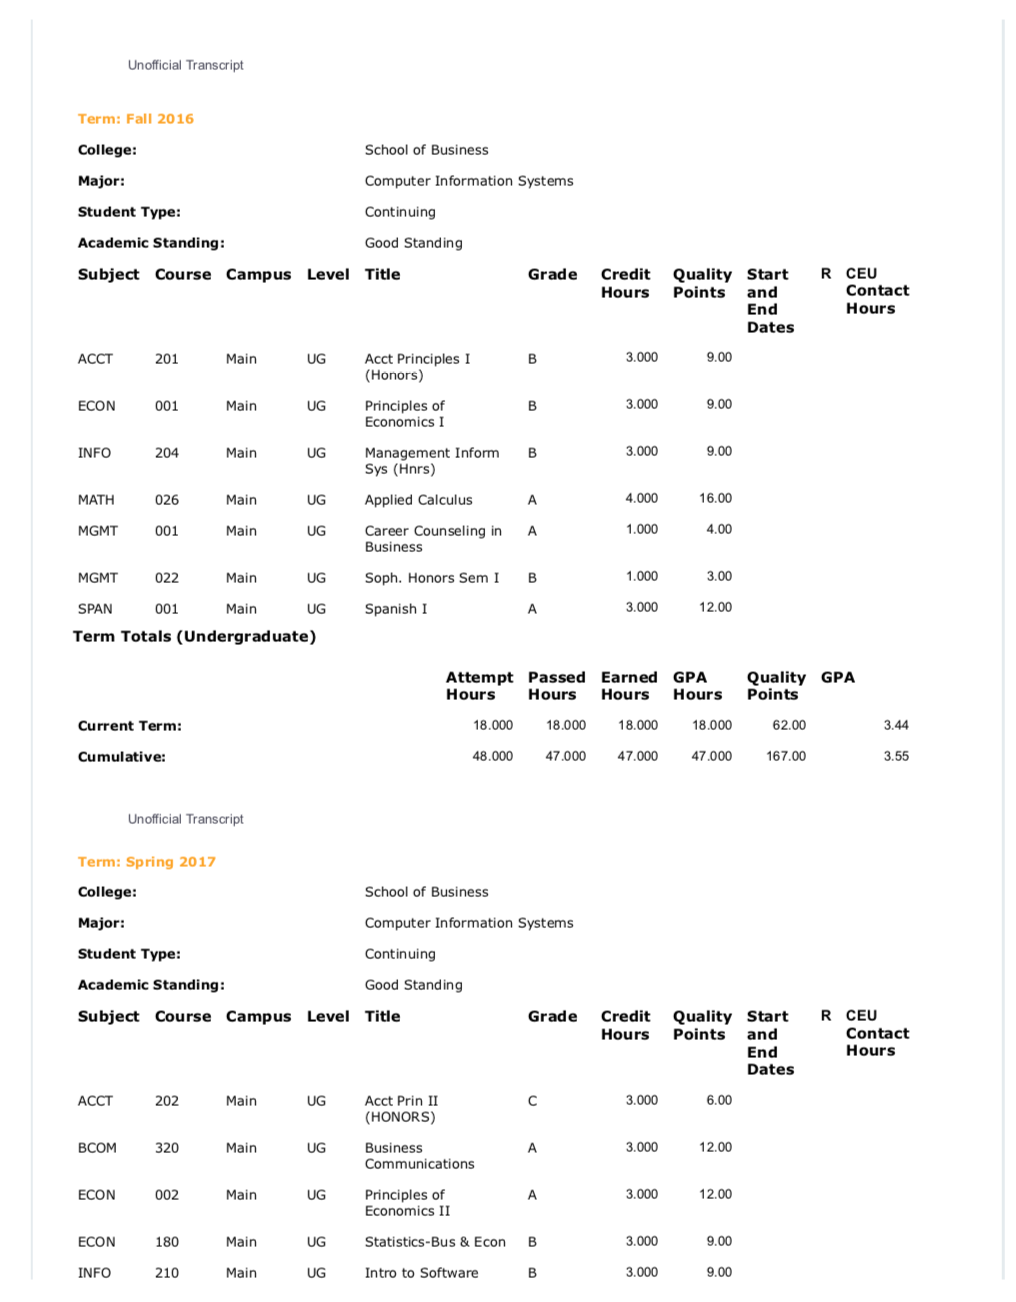 Unofficial Transcript
Term: Fall 2016
College: School of Business
Major: Computer Information Systems
Student Type: Continuing
Academic Standing: Good Standing
Subject Course Campus Level Title Grade Credit Quality Start R CEU
Hours Points and Contact
End Hours
Dates
ACCT 201 Main UG Acct Principles I B 3.000 9.00
(Honors)
ECON 001 Main UG Principles of B 3.000 9.00
Economics I
INFO 204 Main UG Management Inform B 3.000 9.00
Sys (Hnrs)
MATH 026 Main UG Applied Calculus A 4.000 16.00
MGMT 001 Main UG Career Counseling in A 1.000 4.00
Business
MGMT 022 Main UG Soph. Honors Sem I B 1.000 3.00
SPAN 001 Main UG Spanish I A 3.000 12.00
Term Totals (Undergraduate)
Attempt Passed Earned GPA Quality GPA
Hours Hours Hours Hours Points
Current Term: 18.000 18.000 18.000 18.000 62.00 3.44
Cumulative: 48.000 47.000 47.000 47.000 167.00 3.55
Unofficial Transcript
Term: Spring 2017
College: School of Business
Major: Computer Information Systems
Student Type: Continuing
Academic Standing: Good Standing
Subject Course Campus Level Title Grade Credit Quality Start R CEU
Hours Points and Contact
End Hours
Dates
ACCT 202 Main UG Acct Prin II C 3.000 6.00
(HONORS)
BCOM 320 Main UG Business A 3.000 12.00
Communications
ECON 002 Main UG Principles of A 3.000 12.00
Economics II
ECON 180 Main UG Statistics-Bus & Econ B 3.000 9.00
INFO 210 Main UG Intro to Software B 3.000 9.00